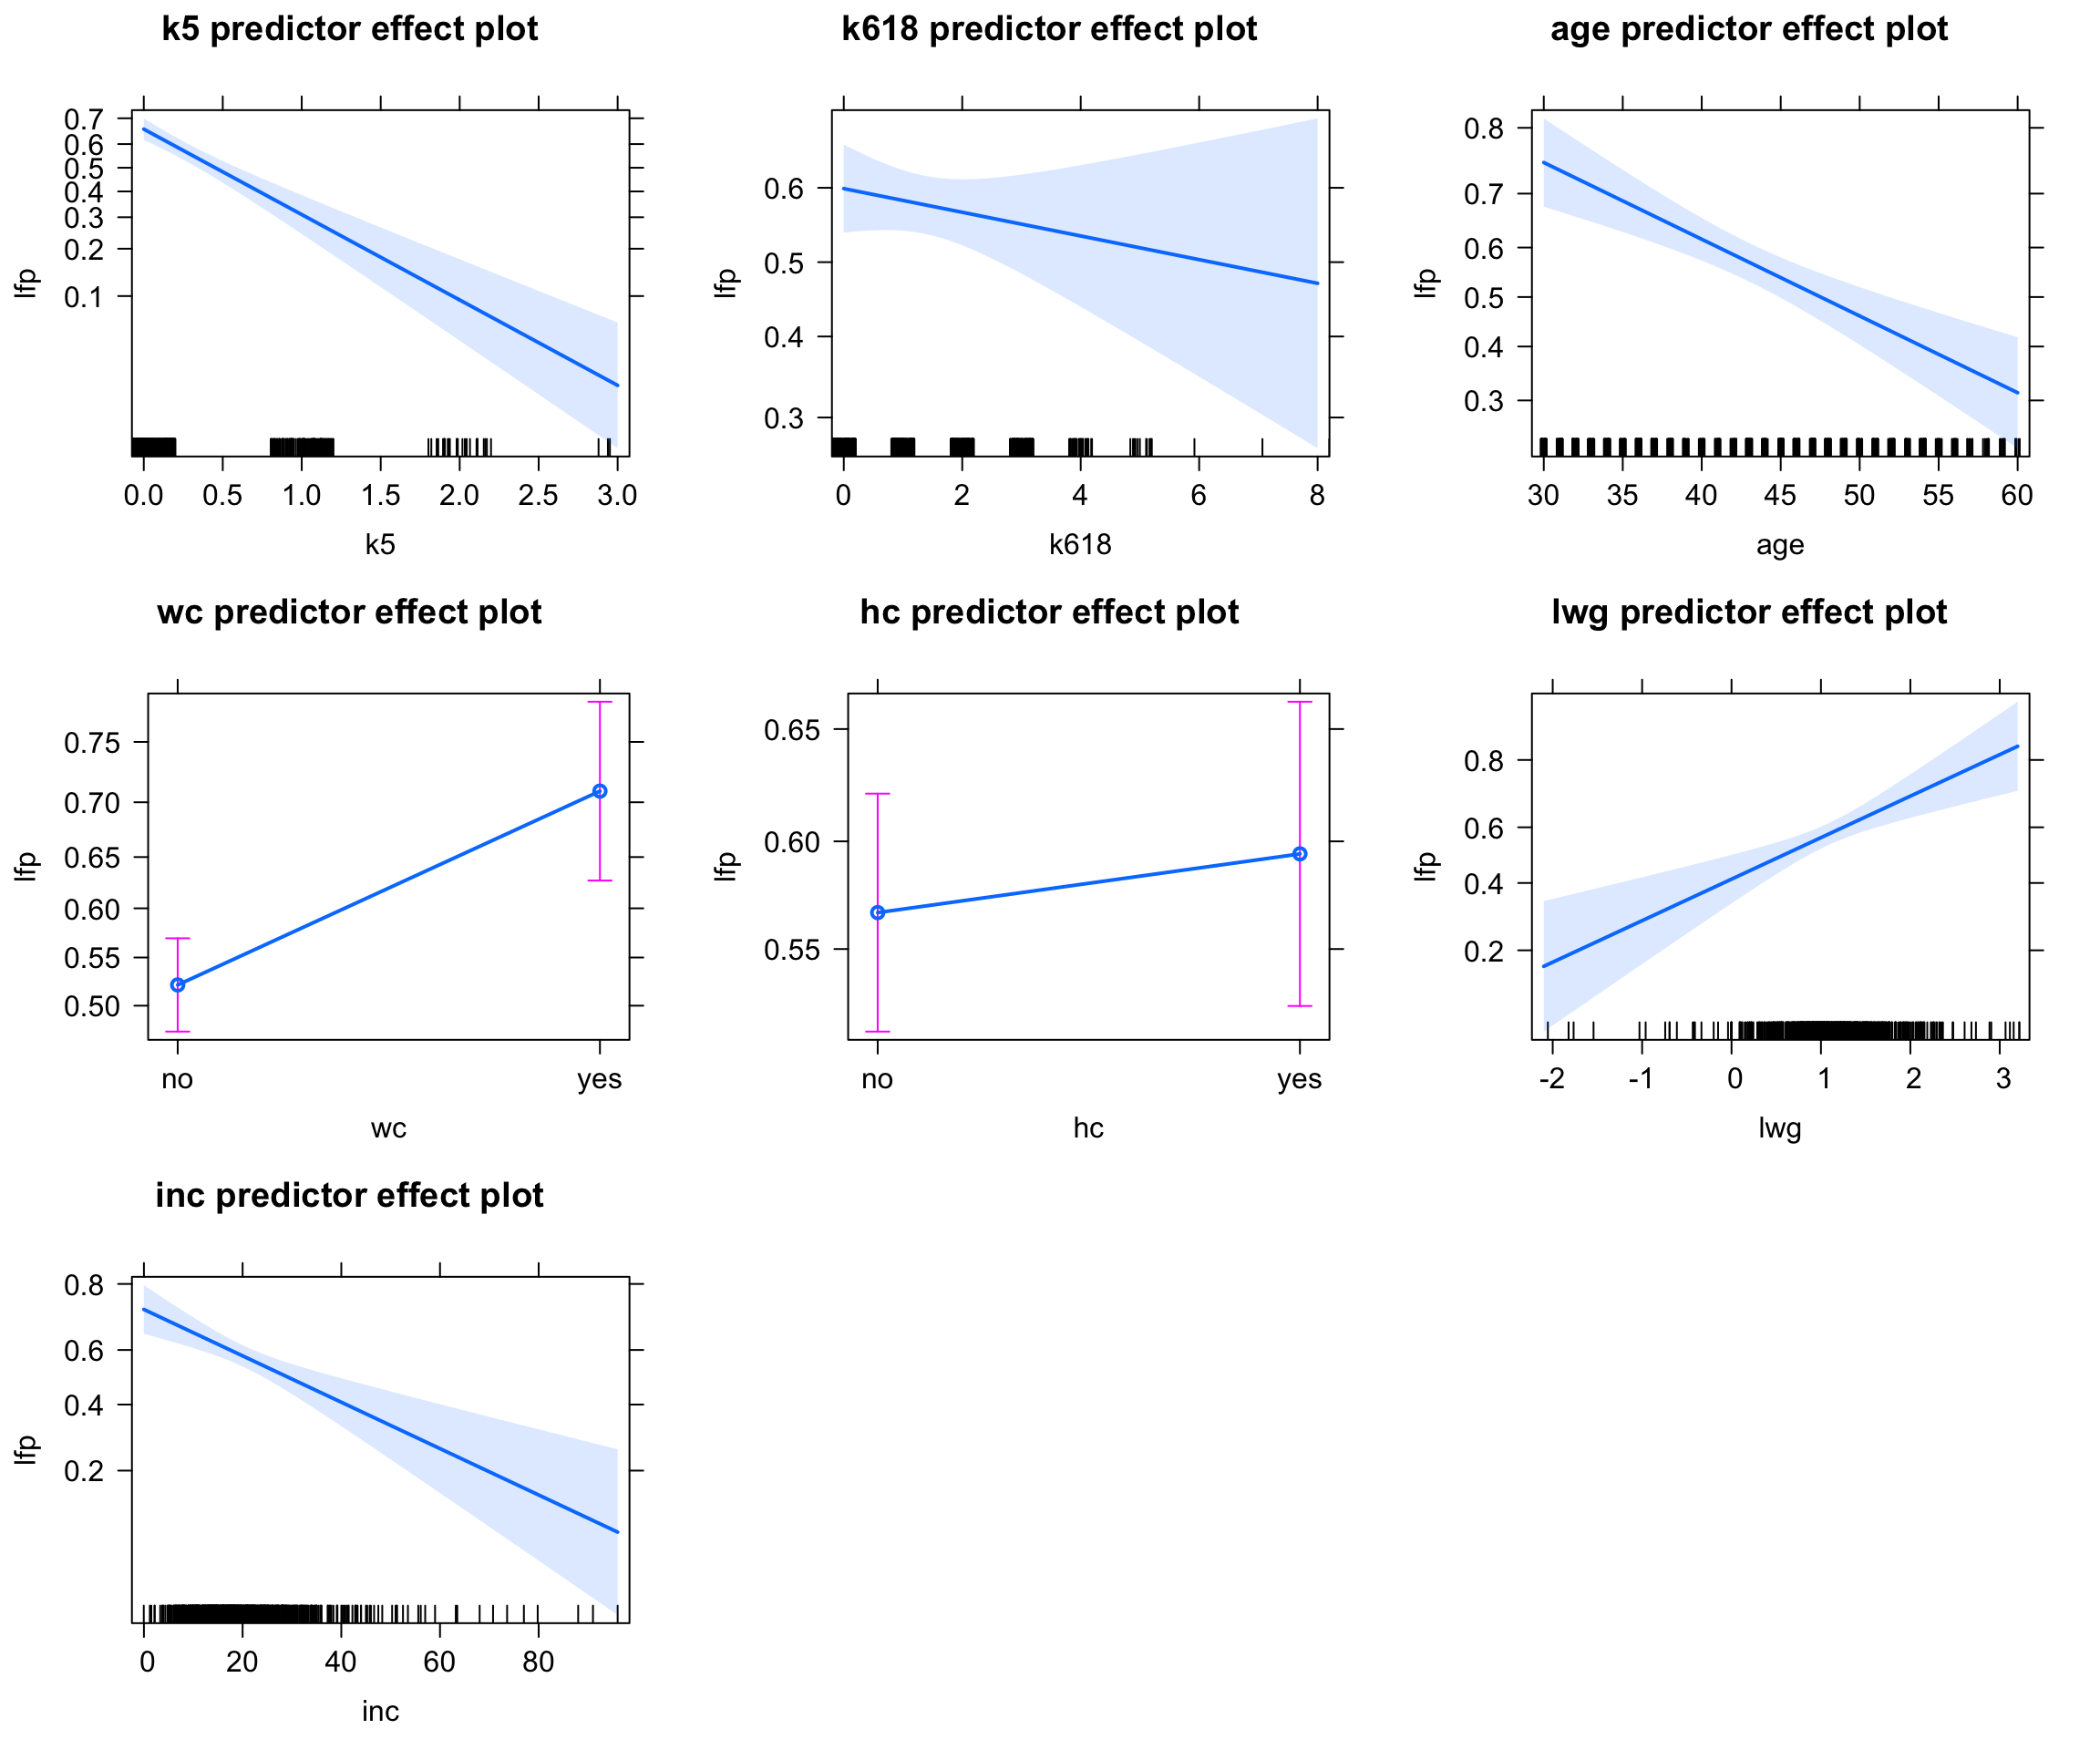 k5 predictor effect plot
0.7
0.6
0.5
0.4
0.3
0.2
0.1
lfp
0.0 0.5 1.0 1.5 2.0 2.5 3.0
k5
k618 predictor effect plot
0.6
0.5
0.4
0.3
lfp
0 2 4 6 8
k618
age predictor effect plot
0.8
0.7
0.6
0.5
0.4
0.3
lfp
30 35 40 45 50 55 60
age
wc predictor effect plot
0.75
0.70
0.65
0.60
0.55
0.50
lfp
no yes
wc
hc predictor effect plot
0.65
0.60
0.55
lfp
no yes
hc
lwg predictor effect plot
0.8
0.6
0.4
0.2
lfp
-2 -1 0 1 2 3
lwg
inc predictor effect plot
0.8
0.6
0.4
0.2
lfp
0 20 40 60 80
inc